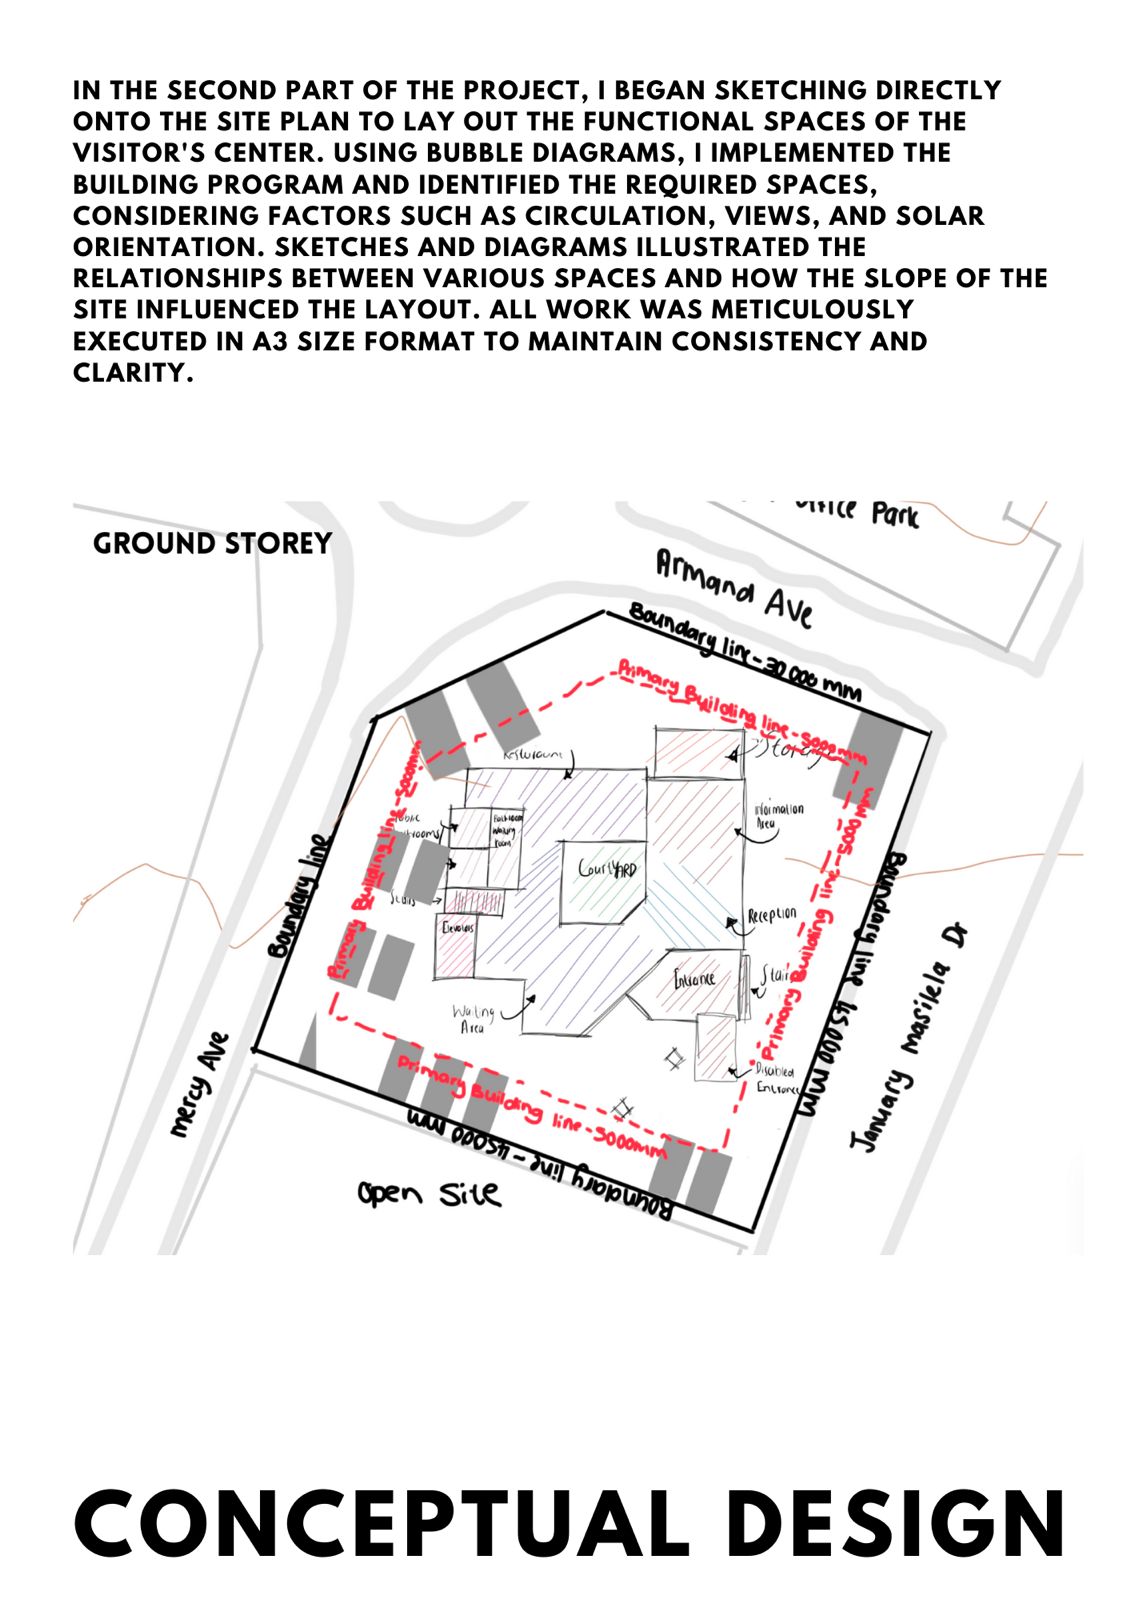 IN THE SECOND PART OF THE PROJECT, I BEGAN SKETCHING DIRECTLY
ONTO THE SITE PLAN TO LAY OUT THE FUNCTIONAL SPACES OF THE
VISITOR'S CENTER. USING BUBBLE DIAGRAMS, I IMPLEMENTED THE
BUILDING PROGRAM AND IDENTIFIED THE REQUIRED SPACES,
CONSIDERING FACTORS SUCH AS CIRCULATION, VIEWS, AND SOLAR
ORIENTATION. SKETCHES AND DIAGRAMS ILLUSTRATED THE
RELATIONSHIPS BETWEEN VARIOUS SPACES AND HOW THE SLOPE OF THE
SITE INFLUENCED THE LAYOUT. ALL WORK WAS METICULOUSLY
EXECUTED IN A3 SIZE FORMAT TO MAINTAIN CONSISTENCY AND
CLARITY.
Office Park
GROUND STOREY
Armand Ave
Boundary line - 30 000 mm
Primary Building line - 5000mm
Restaurant
Storage
Primary Building line - 5000mm
Information
Area
Bathroom
Waiting
room
Courtyard
Boundary line
Primary Building line - 5000mm
Boundary line 45000 mm
Stairs
Reception
Elevators
Entrance
Stair
January Masilela Dr
Waiting
Area
Mercy Ave
Disabled
Entrance
Primary Building line - 5000mm
Boundary line - 45000 mm
Open Site
CONCEPTUAL DESIGN